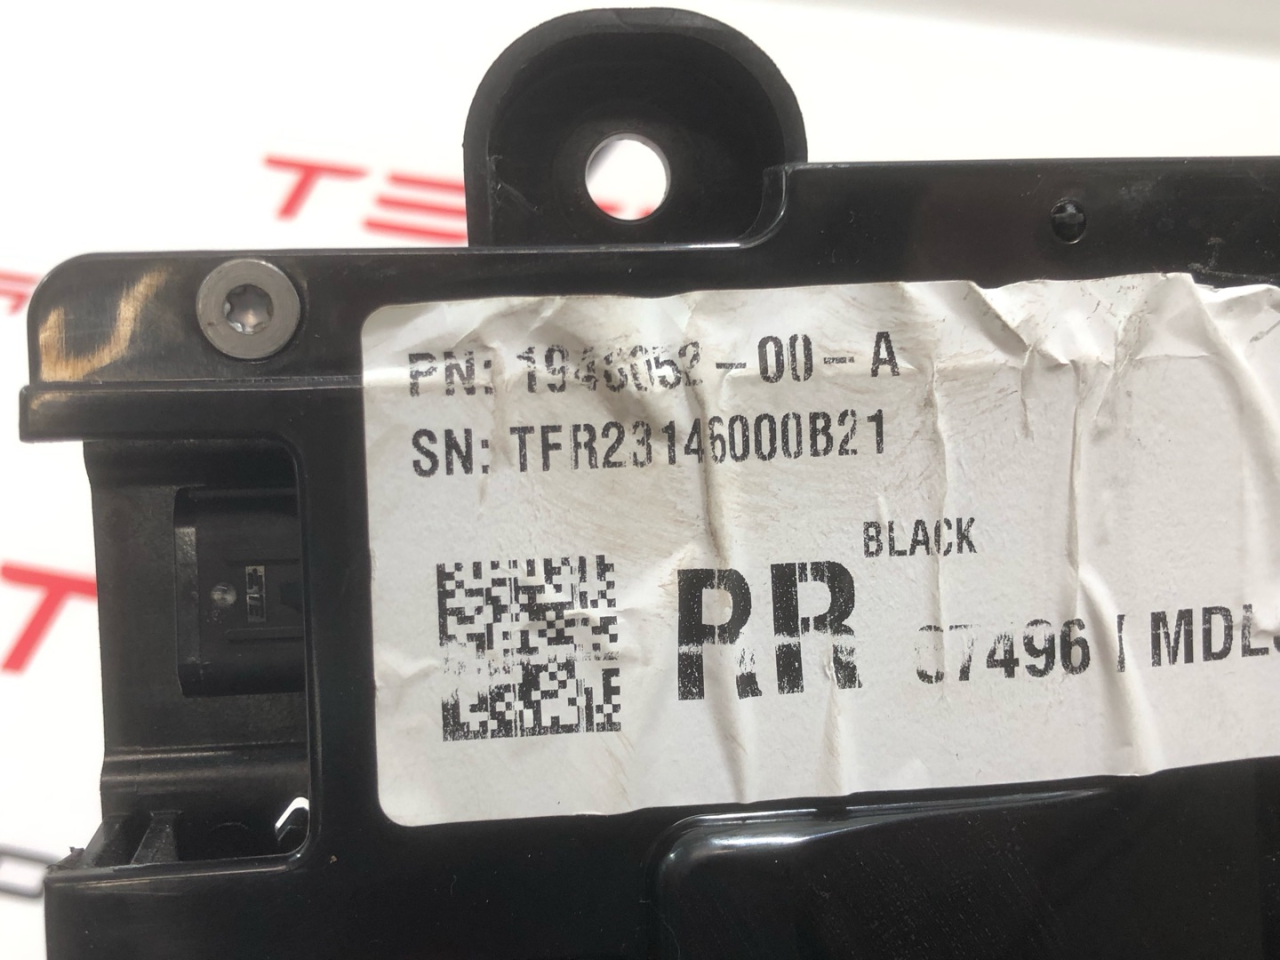 PN: 1946052-00-A
SN: TFR23146000B21
BLACK
RR
07496 | MDL